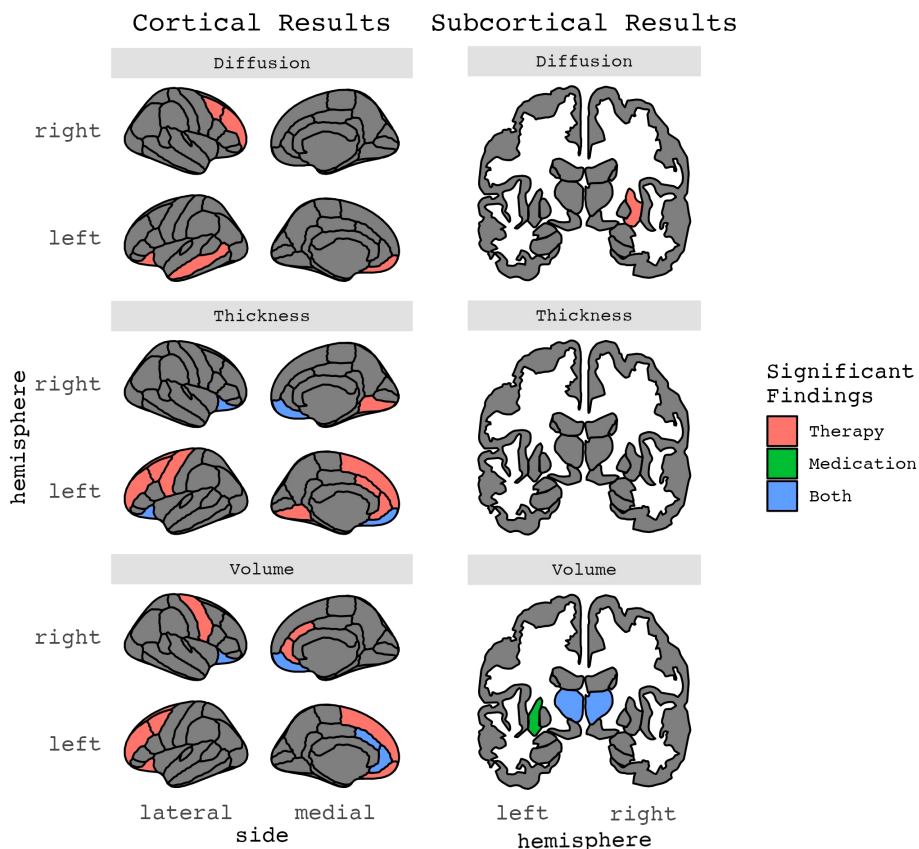 Cortical Results
Subcortical Results
Diffusion
Diffusion
right
left
Thickness
Thickness
right
left
Volume
Volume
right
left
hemisphere
lateral
medial
side
left
right
hemisphere
Significant
Findings
Therapy
Medication
Both